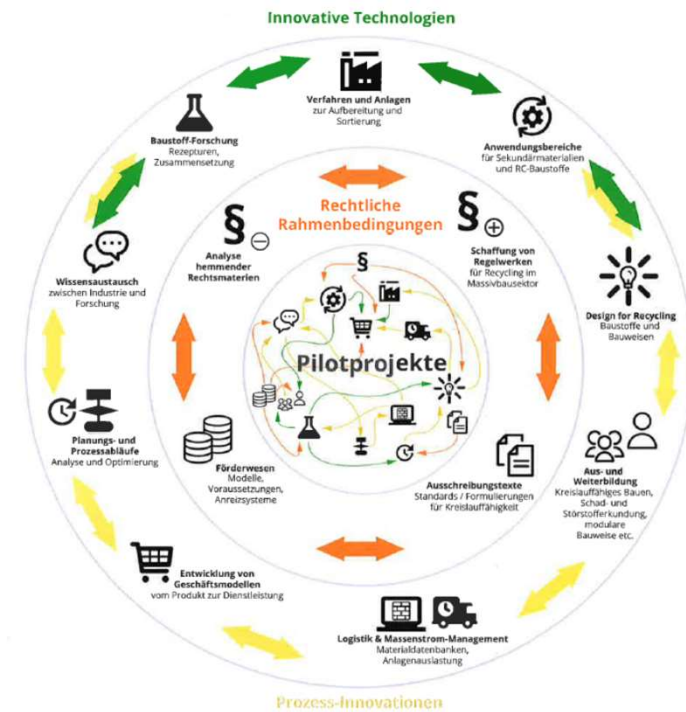 Innovative Technologien
Verfahren und Anlagen
zur Aufbereitung und
Sortierung
Baustoff-Forschung
Rezepturen,
Zusammensetzung
Anwendungsbereiche
für Sekundärmaterialien
und RC-Baustoffe
Rechtliche
Rahmenbedingungen
§
Analyse
hemmender
Rechtsmaterien
§
Schaffung von
Regelwerken
für Recycling im
Massivbausektor
Wissensaustausch
zwischen Industrie und
Forschung
Design for Recycling
Baustoffe und
Bauweisen
§
Pilotprojekte
Planungs- und
Prozessabläufe
Analyse und Optimierung
Förderwesen
Modelle,
Voraussetzungen,
Anreizsysteme
Ausschreibungstexte
Standards / Formulierungen
für Kreislauffähigkeit
Aus- und
Weiterbildung
Kreislauffähiges Bauen,
Schad- und
Störstofferkundung,
modulare
Bauweise etc.
Entwicklung von
Geschäftsmodellen
vom Produkt zur Dienstleistung
Logistik & Massenstrom-Management
Materialdatenbanken,
Anlagenauslastung
Prozess-Innovationen